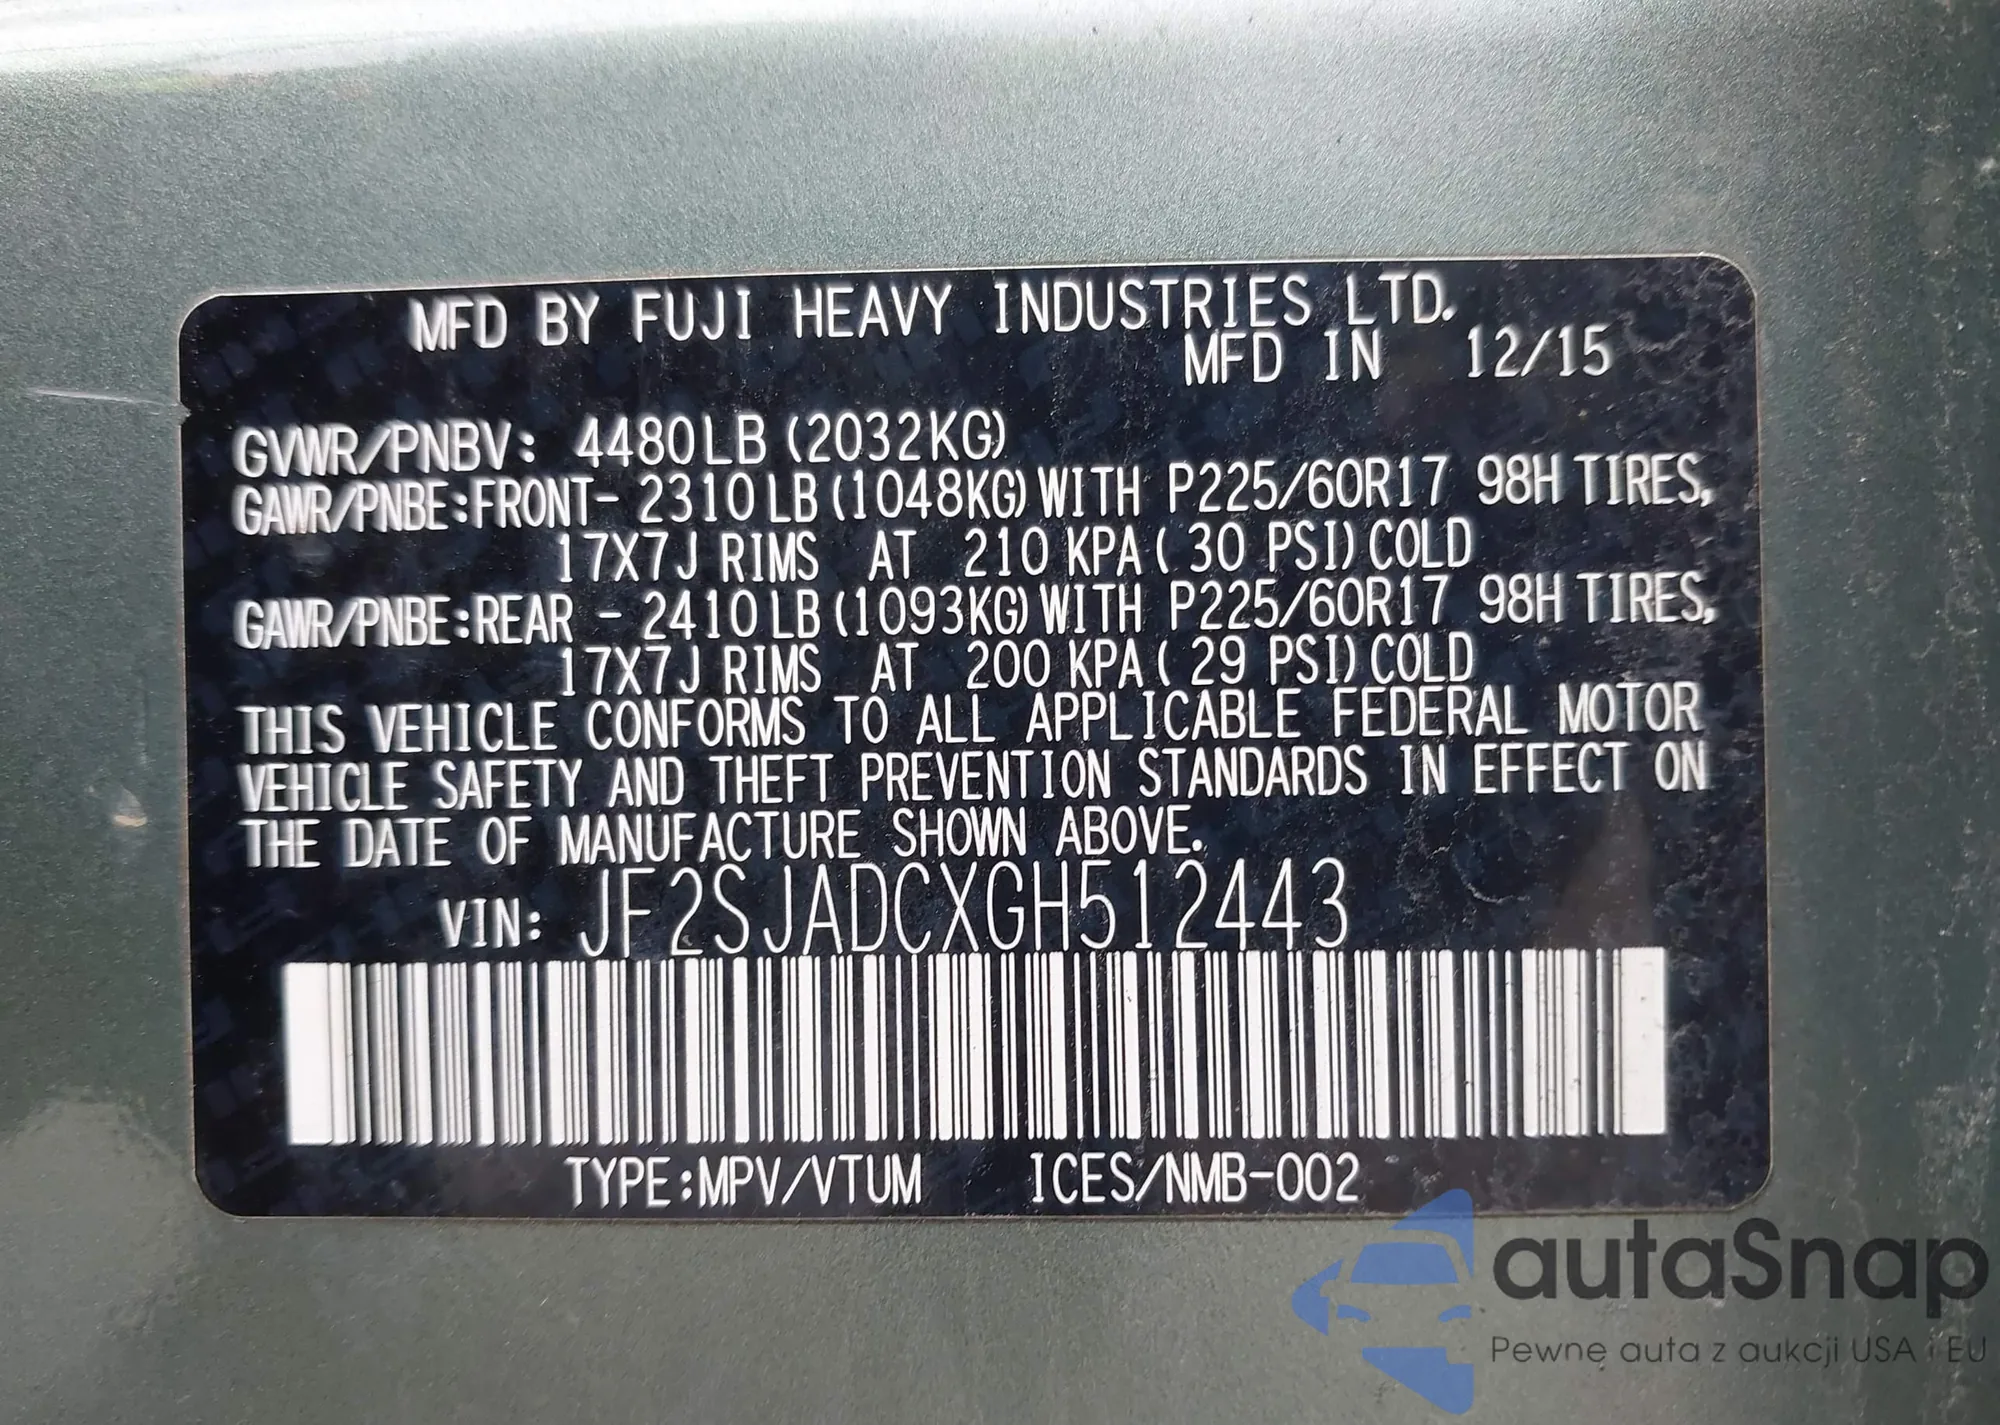 MFD BY FUJI HEAVY INDUSTRIES LTD.
MFD IN 12/15
GVWR/PNBV: 4480LB (2032KG)
GAWR/PNBE:FRONT- 2310LB (1048KG) WITH P225/60R17 98H TIRES,
17X7J RIMS AT 210 KPA ( 30 PSI) COLD
GAWR/PNBE:REAR - 2410LB (1093KG) WITH P225/60R17 98H TIRES,
17X7J RIMS AT 200 KPA ( 29 PSI) COLD
THIS VEHICLE CONFORMS TO ALL APPLICABLE FEDERAL MOTOR
VEHICLE SAFETY AND THEFT PREVENTION STANDARDS IN EFFECT ON
THE DATE OF MANUFACTURE SHOWN ABOVE.
VIN: JF2SJADCXGH512443
TYPE:MPV/VTUM ICES/NMB-002
autaSnap
Pewne auta z aukcji USA i EU